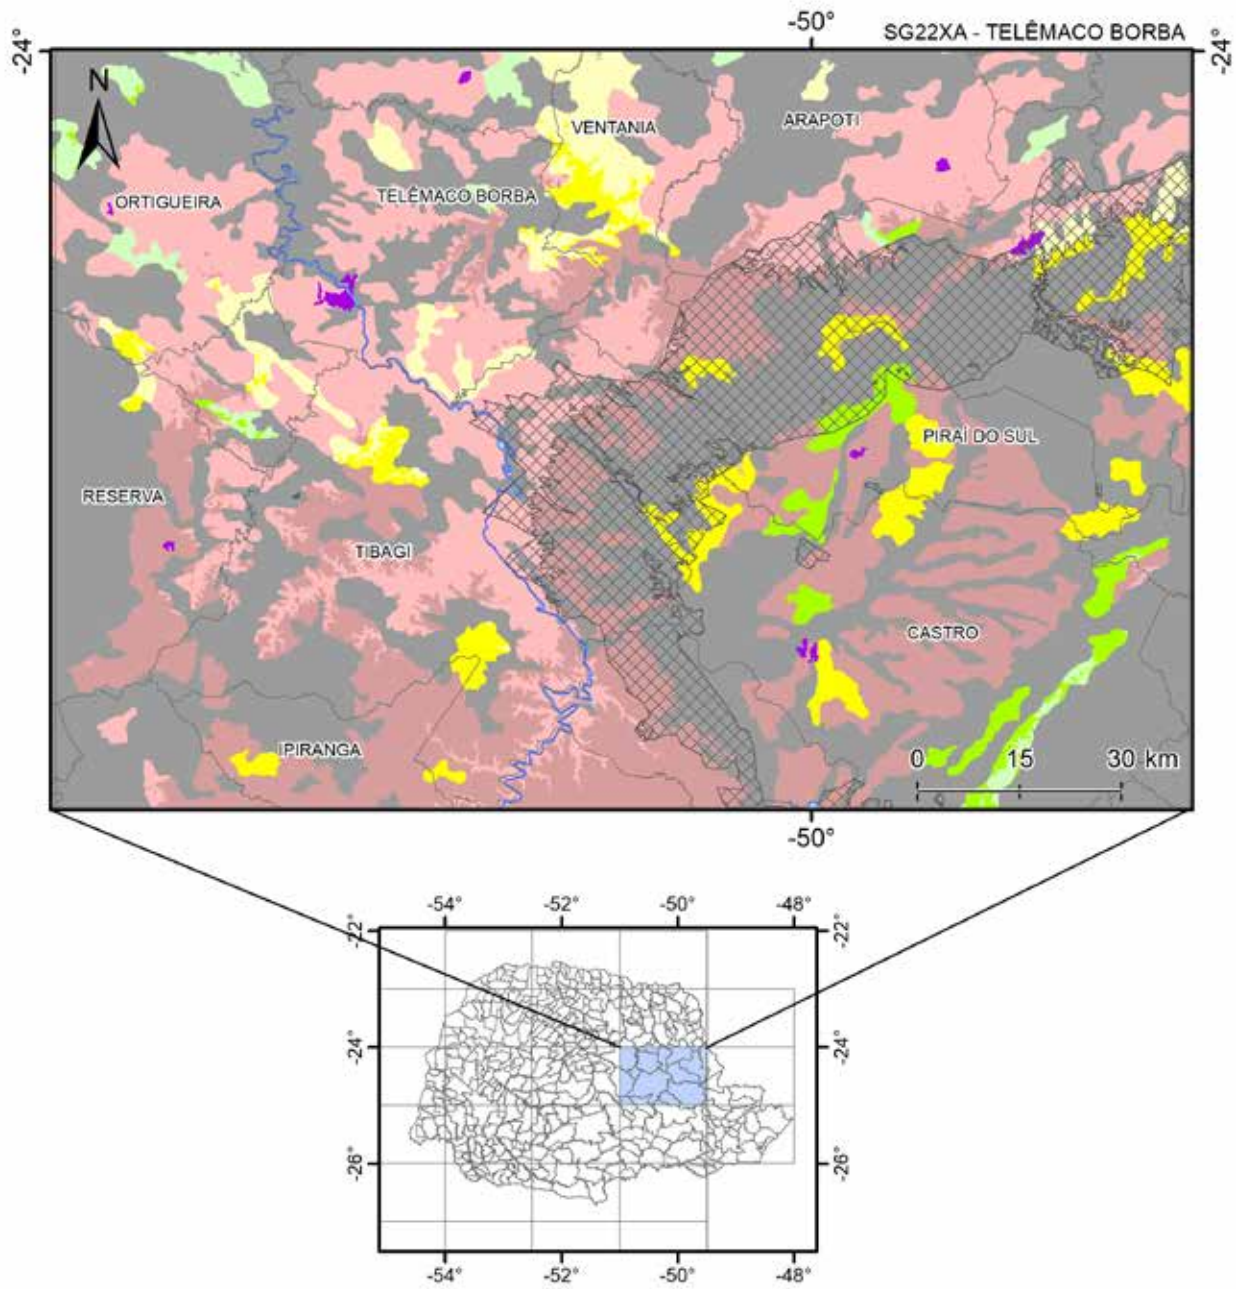 -50°
SG22XA - TELÊMACO BORBA
-24°
-24°
N
VENTANIA
ARAPOTI
ORTIGUEIRA
TELÊMACO BORBA
PIRAÍ DO SUL
RESERVA
TIBAGI
CASTRO
IPIRANGA
0 15 30 km
-50°
-54° -52° -50° -48°
-22° -22°
-24° -24°
-26° -26°
-54° -52° -50° -48°